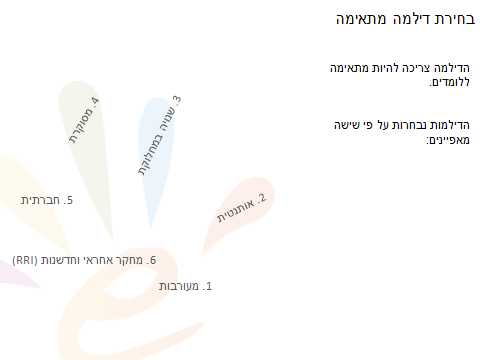 בחירת דילמה מתאימה
הדילמה צריכה להיות מתאימה
ללומדים.
הדילמות נבחרות על פי שישה
מאפיינים:
1. מעורבות
2. אותנטית
3. שנויה במחלוקת
4. מסוקרת
5. חברתית
6. מחקר אחראי וחדשנות (RRI)